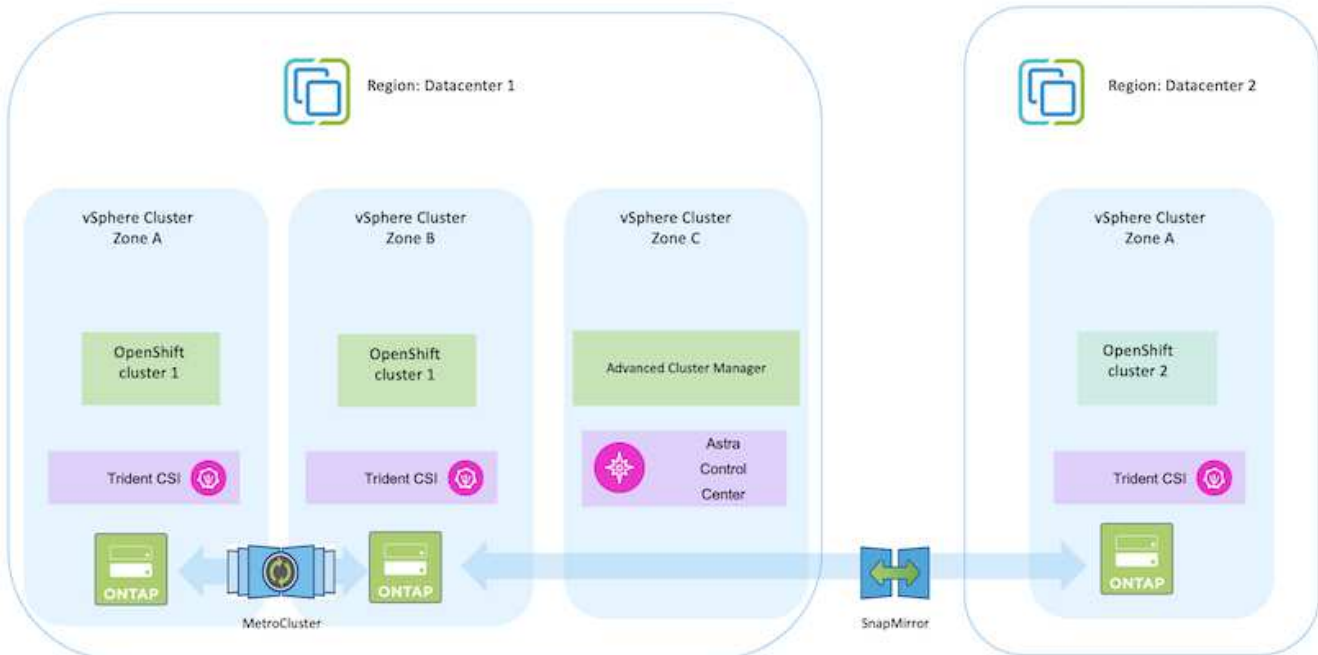 Region: Datacenter 1
Region: Datacenter 2
vSphere Cluster
Zone A
vSphere Cluster
Zone B
vSphere Cluster
Zone C
vSphere Cluster
Zone A
OpenShift
cluster 1
OpenShift
cluster 1
Advanced Cluster Manager
OpenShift
cluster 2
Trident CSI
Trident CSI
Astra
Control
Center
Trident CSI
ONTAP
ONTAP
ONTAP
MetroCluster
SnapMirror